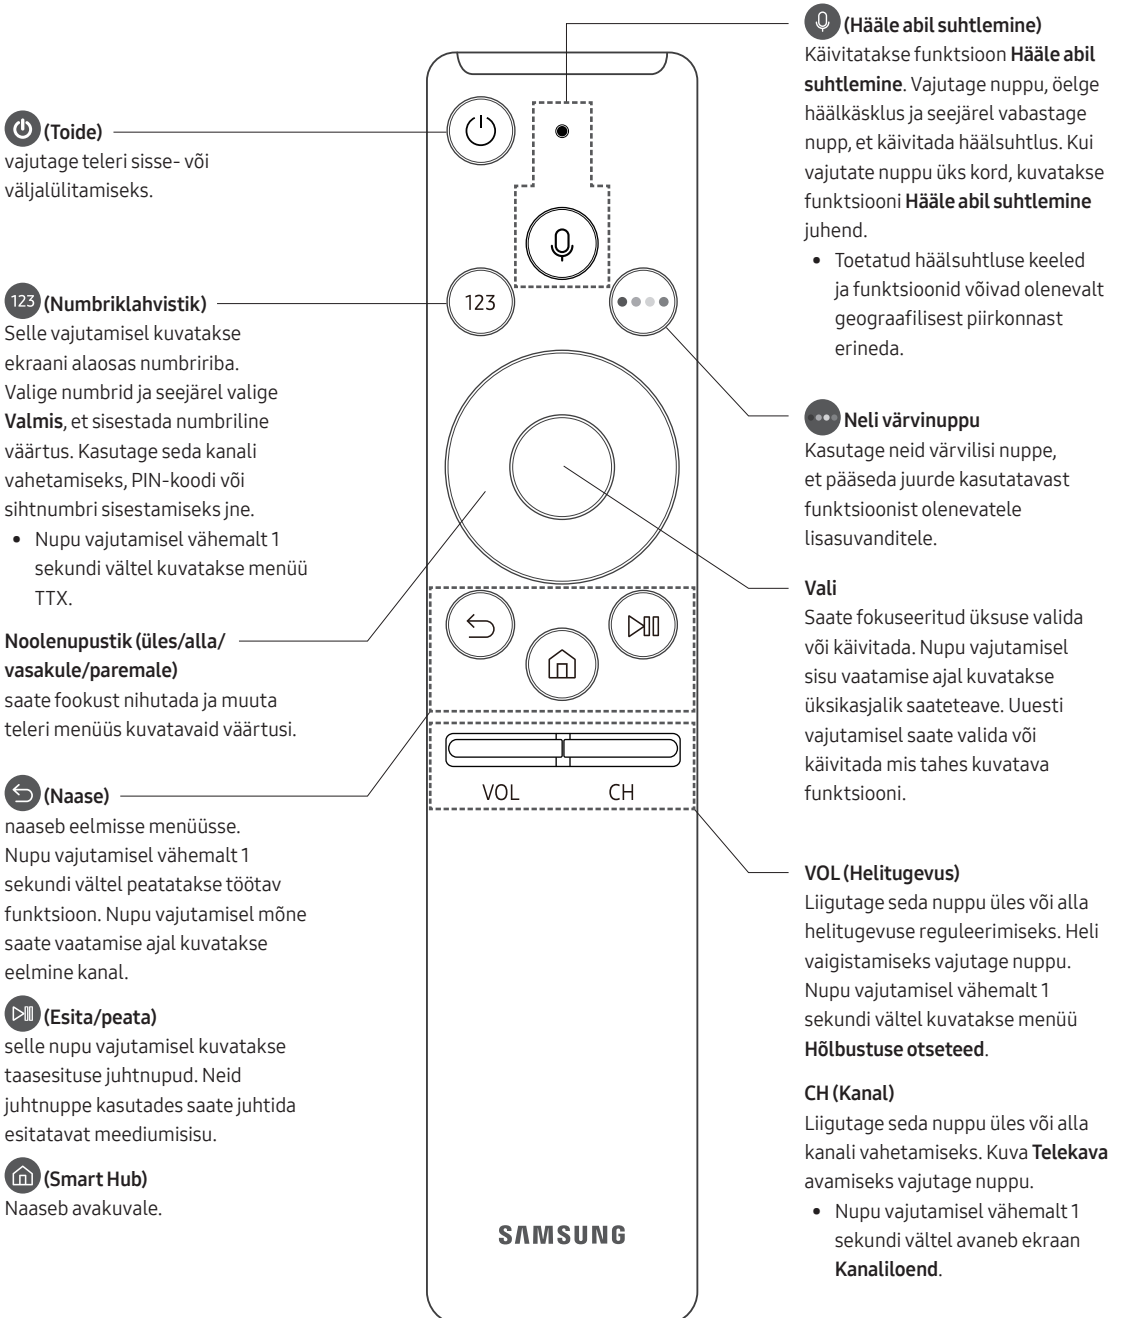 (Toide)
vajutage teleri sisse- või
väljalülitamiseks.
123 (Numbriklahvistik)
Selle vajutamisel kuvatakse
ekraani alaosas numbririba.
Valige numbrid ja seejärel valige
Valmis, et sisestada numbriline
väärtus. Kasutage seda kanali
vahetamiseks, PIN-koodi või
sihtnumbri sisestamiseks jne.
• Nupu vajutamisel vähemalt 1
sekundi vältel kuvatakse menüü
TTX.
Noolenupustik (üles/alla/
vasakule/paremale)
saate fookust nihutada ja muuta
teleri menüüs kuvatavaid väärtusi.
(Naase)
naaseb eelmisse menüüsse.
Nupu vajutamisel vähemalt 1
sekundi vältel peatatakse töötav
funktsioon. Nupu vajutamisel mõne
saate vaatamise ajal kuvatakse
eelmine kanal.
(Esita/peata)
selle nupu vajutamisel kuvatakse
taasesituse juhtnupud. Neid
juhtnuppe kasutades saate juhtida
esitatavat meediumisisu.
(Smart Hub)
Naaseb avakuvale.
123
VOL CH
SAMSUNG
(Hääle abil suhtlemine)
Käivitatakse funktsioon Hääle abil
suhtlemine. Vajutage nuppu, öelge
häälkäsklus ja seejärel vabastage
nupp, et käivitada häälsuhtlus. Kui
vajutate nuppu üks kord, kuvatakse
funktsiooni Hääle abil suhtlemine
juhend.
• Toetatud häälsuhtluse keeled
ja funktsioonid võivad olenevalt
geograafilisest piirkonnast
erineda.
Neli värvinuppu
Kasutage neid värvilisi nuppe,
et pääseda juurde kasutatavast
funktsioonist olenevatele
lisasuvanditele.
Vali
Saate fokuseeritud üksuse valida
või käivitada. Nupu vajutamisel
sisu vaatamise ajal kuvatakse
üksikasjalik saateteave. Uuesti
vajutamisel saate valida või
käivitada mis tahes kuvatava
funktsiooni.
VOL (Helitugevus)
Liigutage seda nuppu üles või alla
helitugevuse reguleerimiseks. Heli
vaigistamiseks vajutage nuppu.
Nupu vajutamisel vähemalt 1
sekundi vältel kuvatakse menüü
Hõlbustuse otseteed.
CH (Kanal)
Liigutage seda nuppu üles või alla
kanali vahetamiseks. Kuva Telekava
avamiseks vajutage nuppu.
• Nupu vajutamisel vähemalt 1
sekundi vältel avaneb ekraan
Kanaliloend.